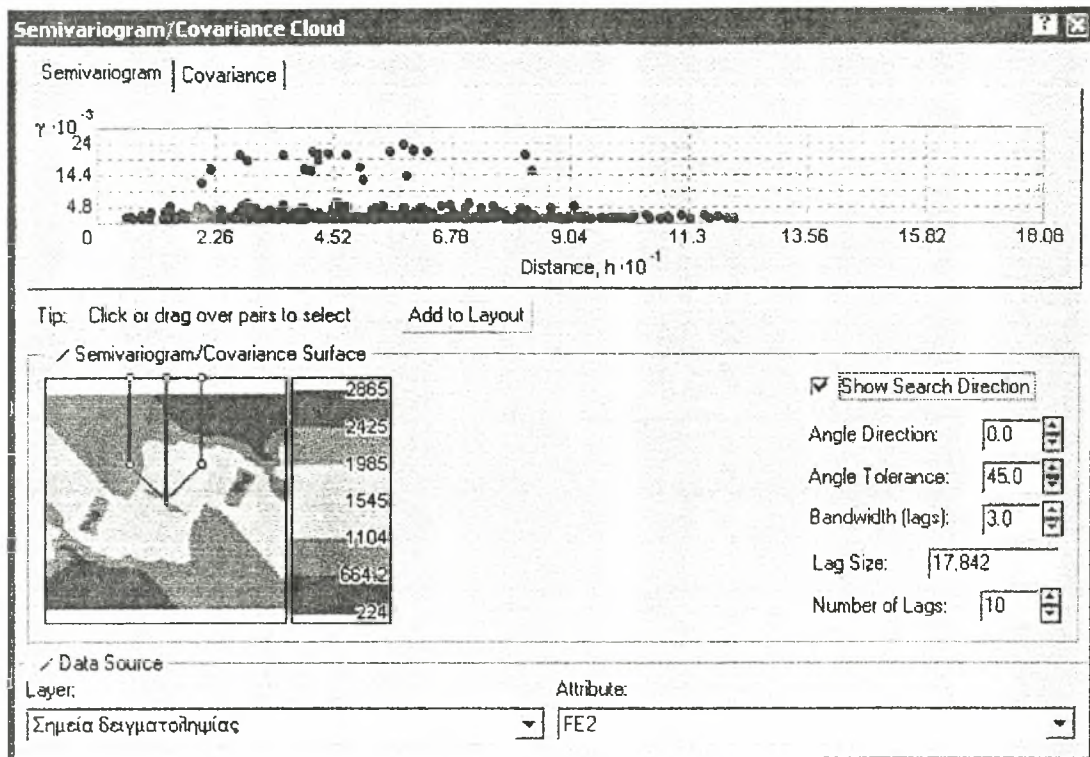 Semivariogram/Covariance Cloud
Semivariogram Covariance
γ ·10⁻³
24
14.4
4.8
0 2.26 4.52 6.78 9.04 11.3 13.56 15.82 18.08
Distance, h ·10⁻¹
Tip: Click or drag over pairs to select Add to Layout
Semivariogram/Covariance Surface
2865
2425
1985
1545
1104
664.2
224
Show Search Direction
Angle Direction: 0.0
Angle Tolerance: 45.0
Bandwidth (lags): 3.0
Lag Size: 17,842
Number of Lags: 10
Data Source
Layer: Attribute:
Σημεία δειγματοληψίας FE2